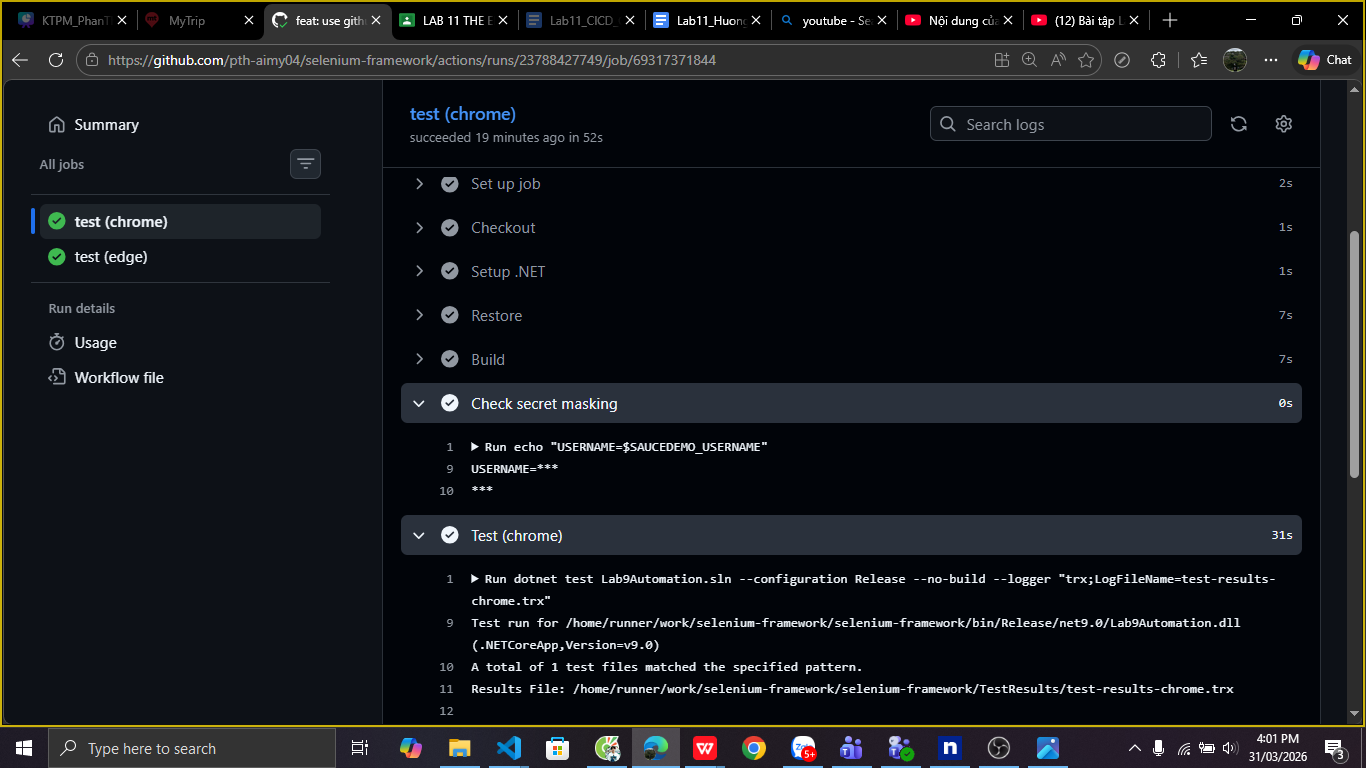 KTPM_PhanT
MyTrip
feat: use gith
LAB 11 THE E
Lab11_CICD_
Lab11_Huon
youtube - Se
Nội dung củ
(12) Bài tập L
https://github.com/pth-aimy04/selenium-framework/actions/runs/23788427749/job/69317371844
Chat
Summary
All jobs
test (chrome)
test (edge)
Run details
Usage
Workflow file
test (chrome)
succeeded 19 minutes ago in 52s
Search logs
Set up job 2s
Checkout 1s
Setup .NET 1s
Restore 7s
Build 7s
Check secret masking 0s
1 Run echo "USERNAME=$SAUCEDEMO_USERNAME"
9 USERNAME=***
10 ***
Test (chrome) 31s
1 Run dotnet test Lab9Automation.sln --configuration Release --no-build --logger "trx;LogFileName=test-results-
chrome.trx"
9 Test run for /home/runner/work/selenium-framework/selenium-framework/bin/Release/net9.0/Lab9Automation.dll
(.NETCoreApp,Version=v9.0)
10 A total of 1 test files matched the specified pattern.
11 Results File: /home/runner/work/selenium-framework/selenium-framework/TestResults/test-results-chrome.trx
12
Type here to search
5+
4:01 PM
31/03/2026
3